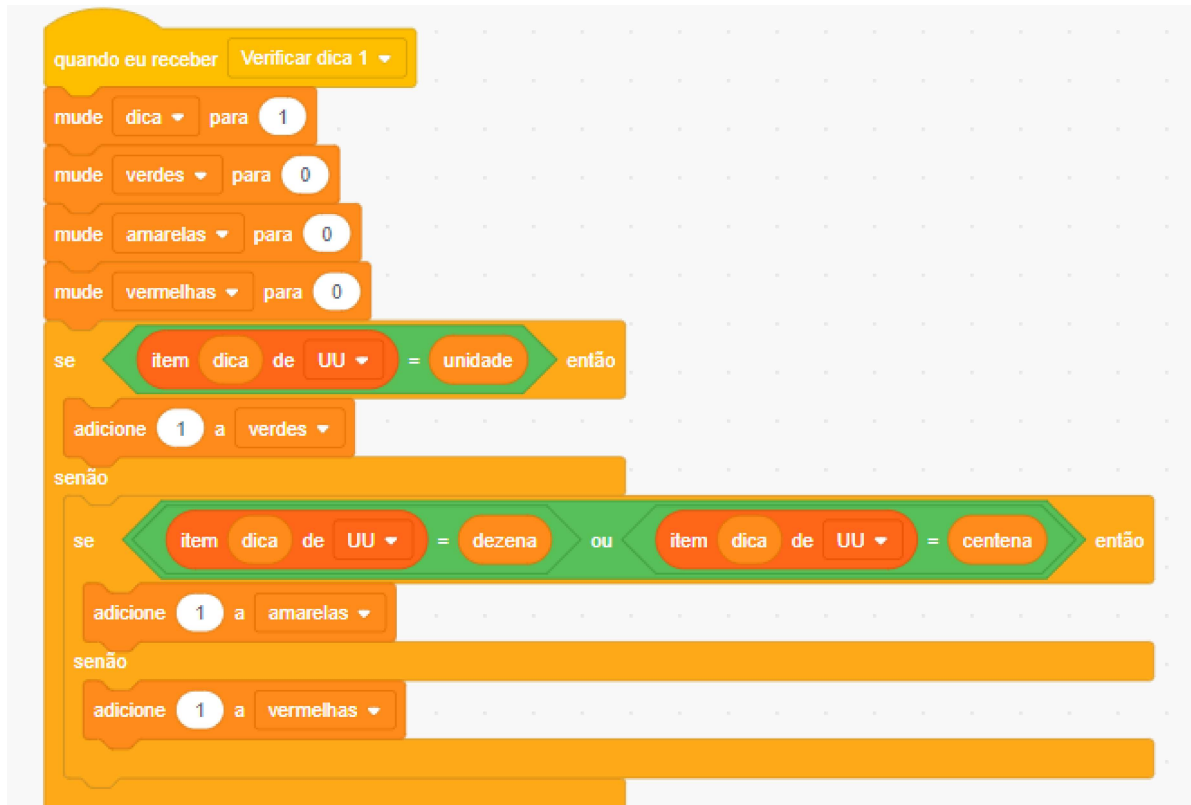 quando eu receber Verificar dica 1
mude dica para 1
mude verdes para 0
mude amarelas para 0
mude vermelhas para 0
se item dica de UU = unidade então
adicione 1 a verdes
senão
se item dica de UU = dezena ou item dica de UU = centena então
adicione 1 a amarelas
senão
adicione 1 a vermelhas